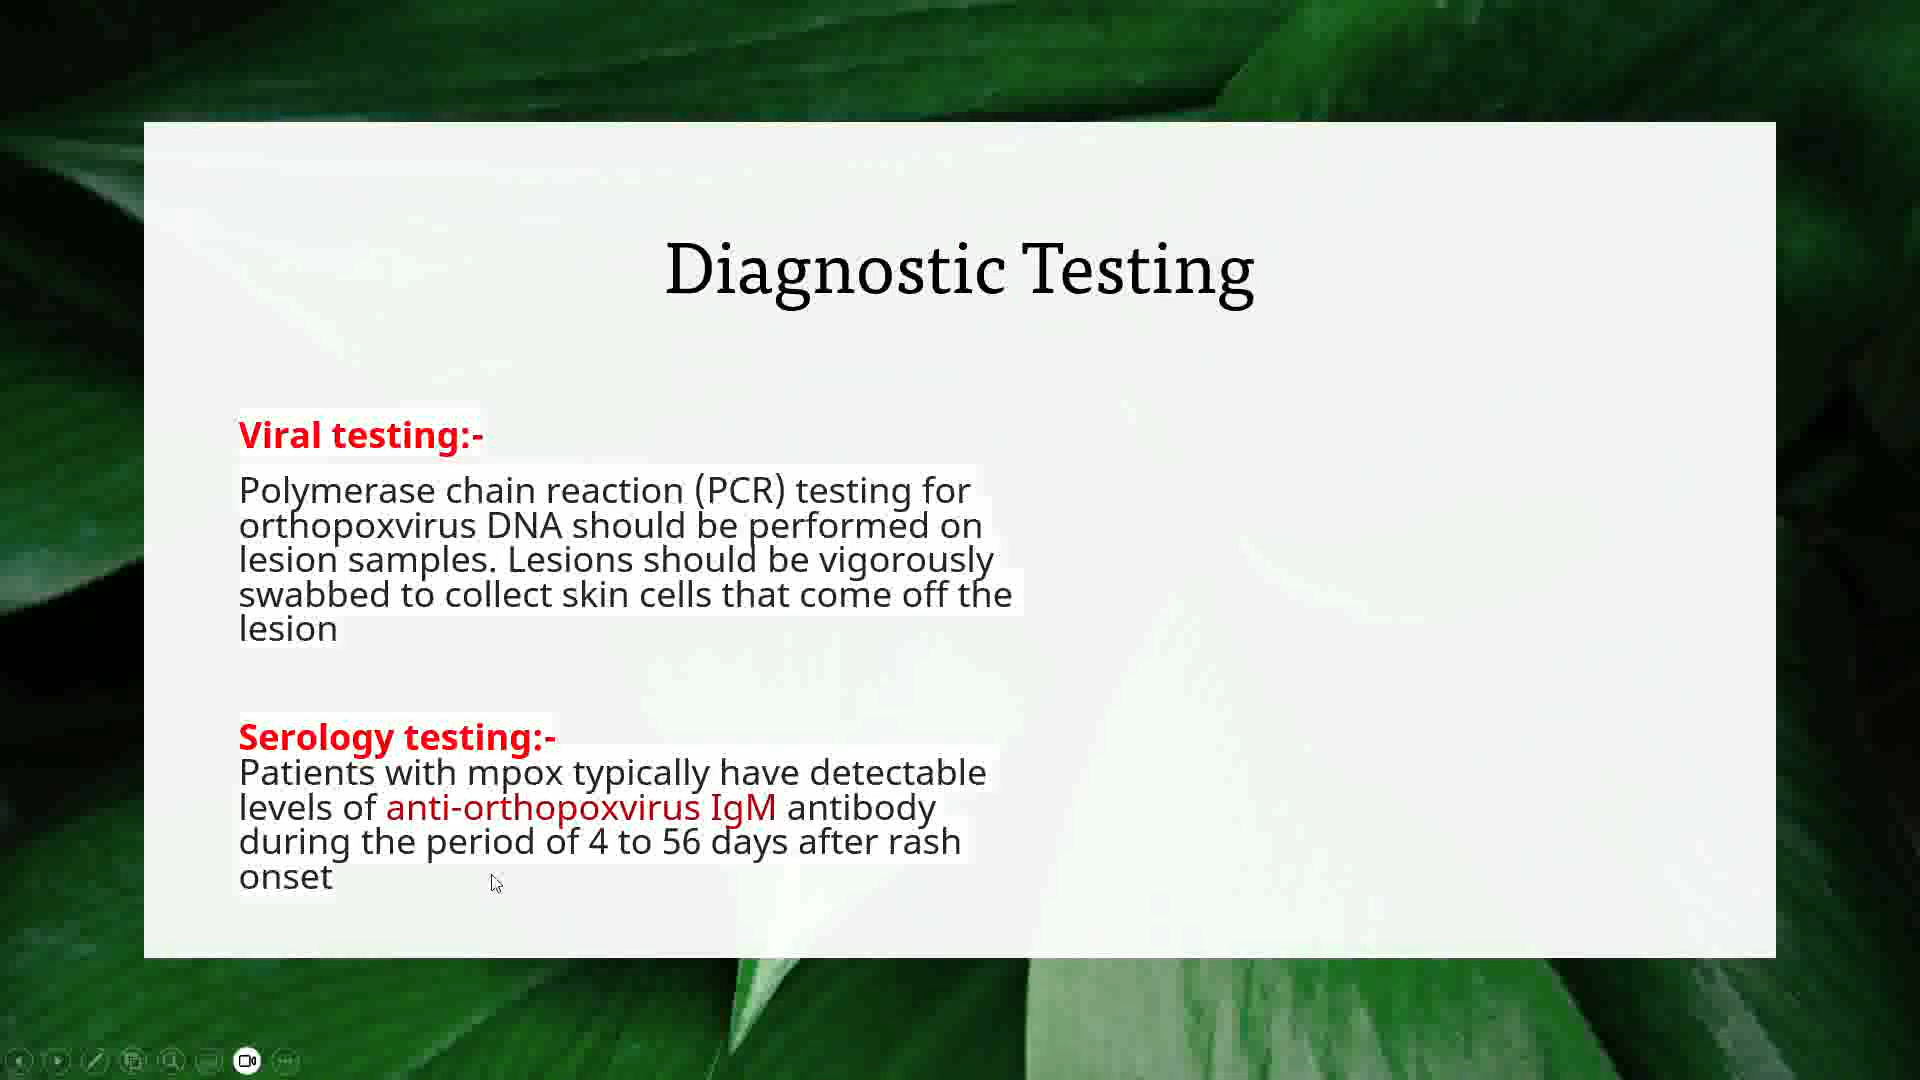 Diagnostic Testing
Viral testing:-
Polymerase chain reaction (PCR) testing for
orthopoxvirus DNA should be performed on
lesion samples. Lesions should be vigorously
swabbed to collect skin cells that come off the
lesion
Serology testing:-
Patients with mpox typically have detectable
levels of anti-orthopoxvirus IgM antibody
during the period of 4 to 56 days after rash
onset